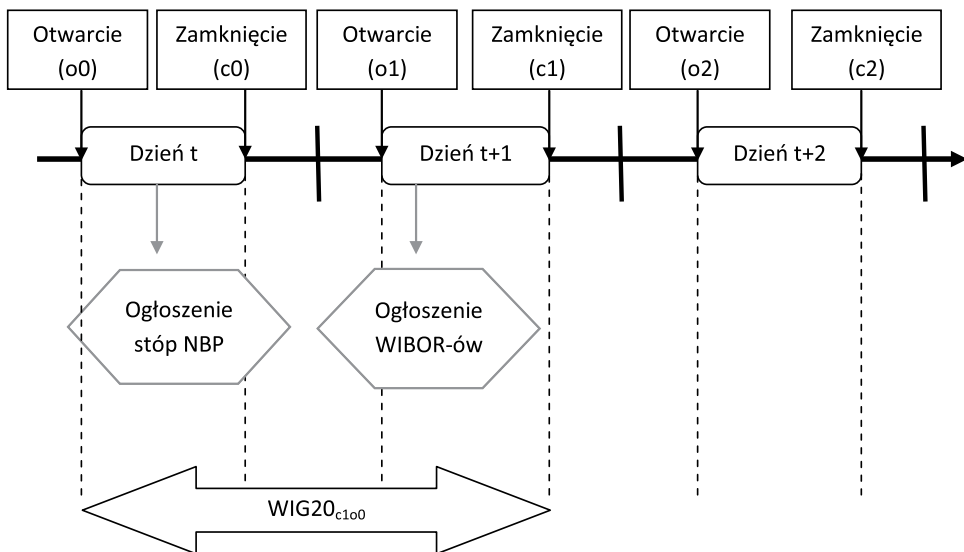 Otwarcie
(o0)
Zamknięcie
(c0)
Otwarcie
(o1)
Zamknięcie
(c1)
Otwarcie
(o2)
Zamknięcie
(c2)
Dzień t
Dzień t+1
Dzień t+2
Ogłoszenie
stóp NBP
Ogłoszenie
WIBOR-ów
WIG20c1o0